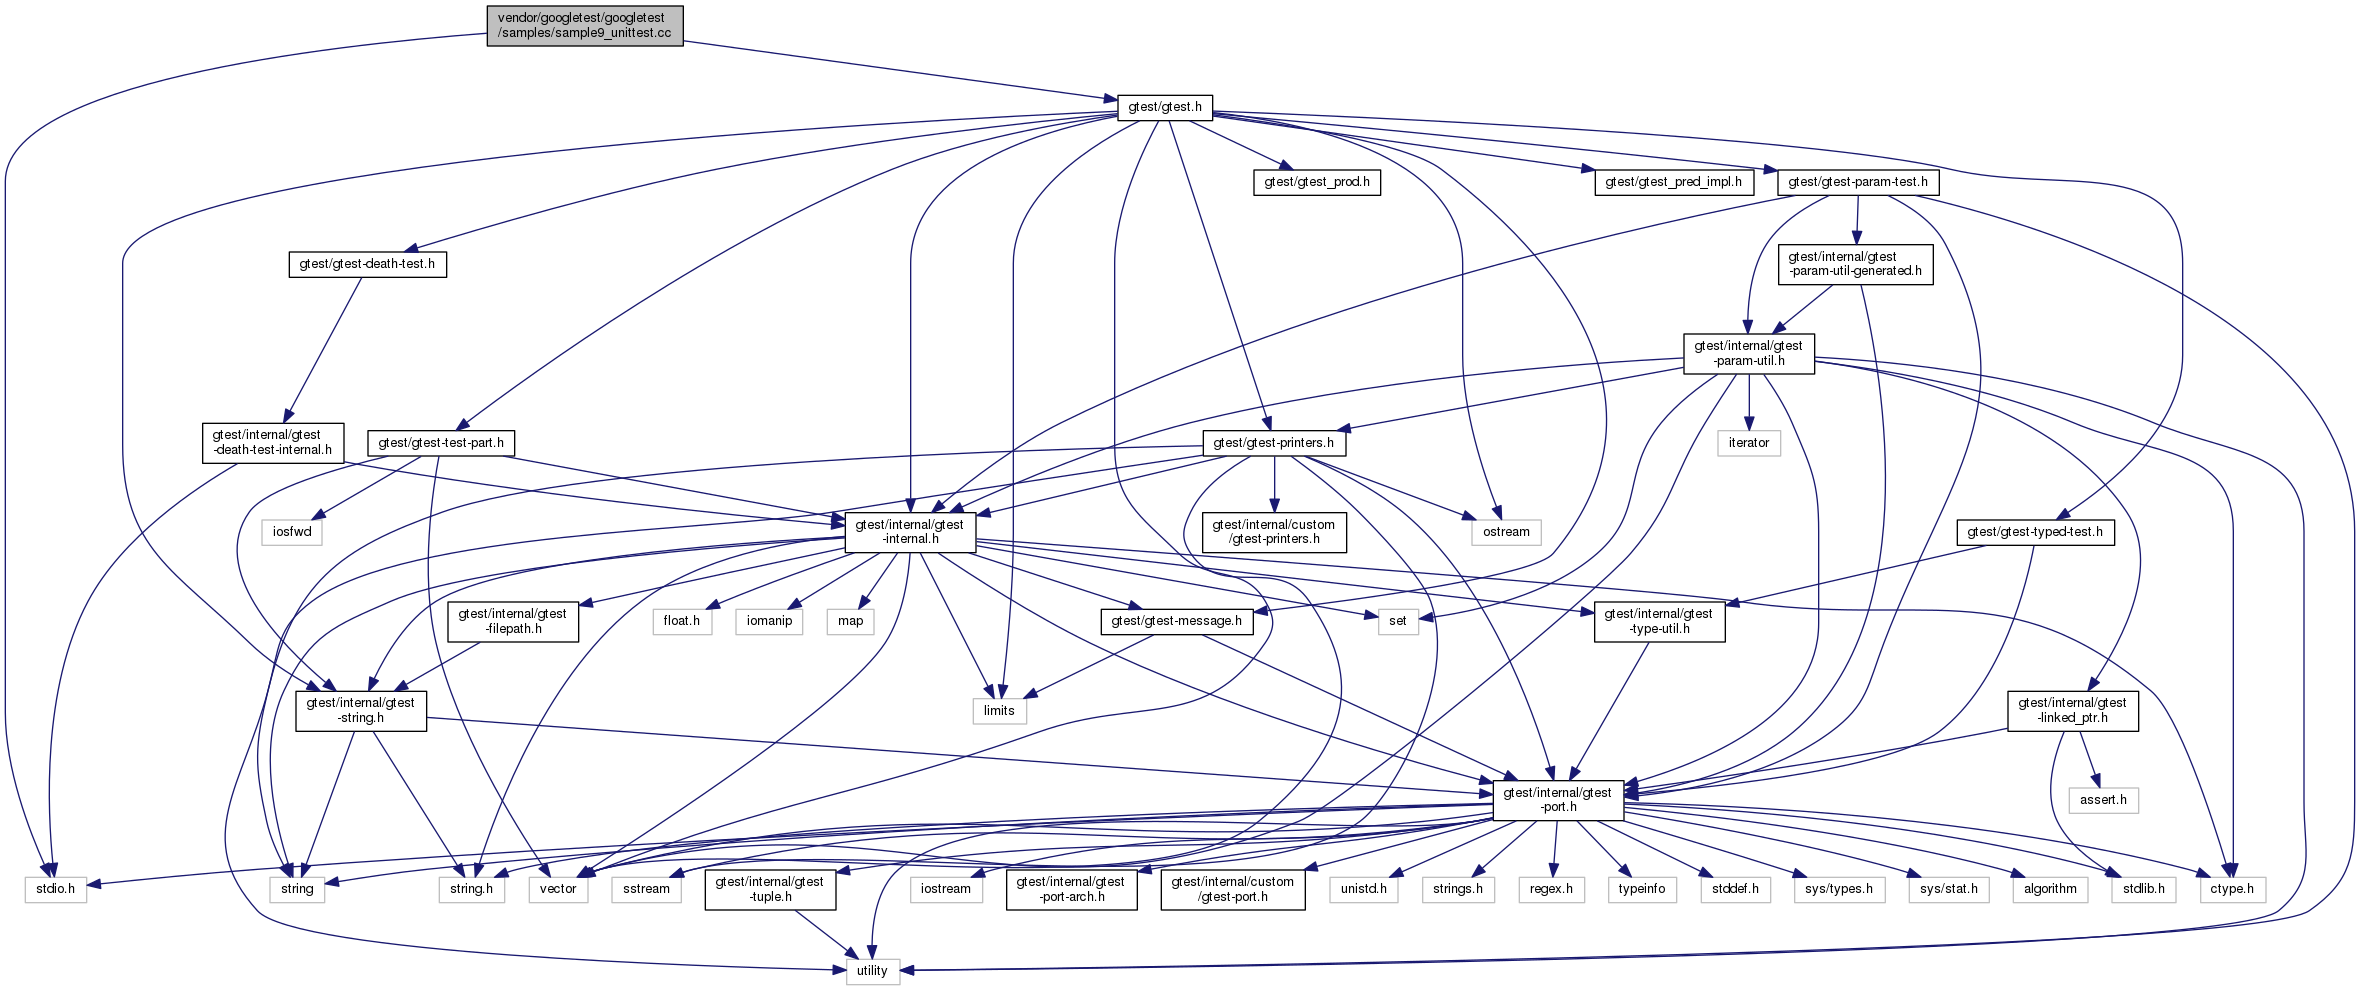 vendor/googletest/googletest
/samples/sample9_unittest.cc
gtest/gtest.h
gtest/gtest_prod.h
gtest/gtest_pred_impl.h
gtest/gtest-param-test.h
gtest/gtest-death-test.h
gtest/internal/gtest
-param-util-generated.h
gtest/internal/gtest
-param-util.h
gtest/internal/gtest
-death-test-internal.h
gtest/gtest-test-part.h
gtest/gtest-printers.h
iterator
iosfwd
gtest/internal/gtest
-internal.h
gtest/internal/custom
/gtest-printers.h
ostream
gtest/gtest-typed-test.h
gtest/internal/gtest
-filepath.h
float.h
iomanip
map
gtest/gtest-message.h
set
gtest/internal/gtest
-type-util.h
gtest/internal/gtest
-string.h
limits
gtest/internal/gtest
-linked_ptr.h
gtest/internal/gtest
-port.h
assert.h
stdio.h
string
string.h
vector
sstream
gtest/internal/gtest
-tuple.h
iostream
gtest/internal/gtest
-port-arch.h
gtest/internal/custom
/gtest-port.h
unistd.h
strings.h
regex.h
typeinfo
stddef.h
sys/types.h
sys/stat.h
algorithm
stdlib.h
ctype.h
utility